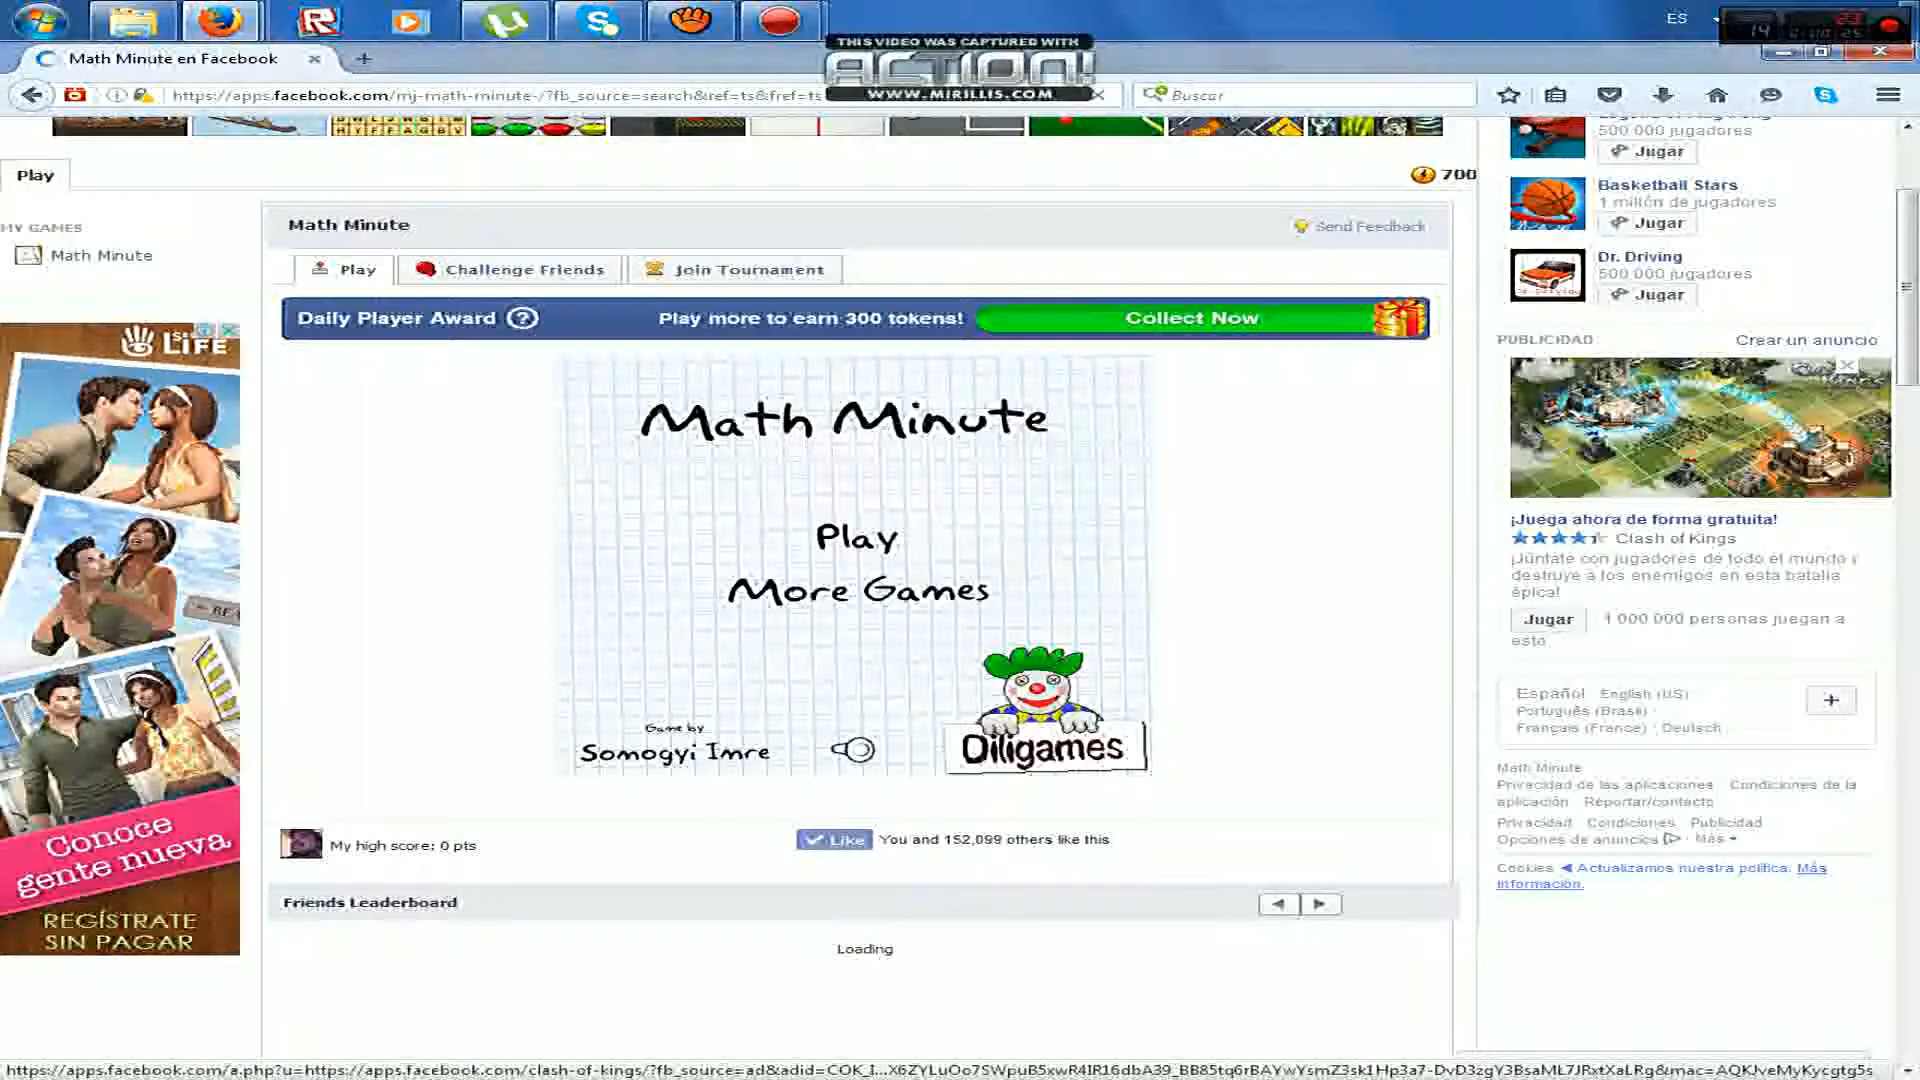 ES
THIS VIDEO WAS CAPTURED WITH
ACTION!
WWW.MIRILLIS.COM
Math Minute en Facebook
https://apps.facebook.com/mj-math-minute-/?fb_source=search&ref=ts&fref=ts
Buscar
500 000 jugadores
Jugar
Play
700
Basketball Stars
1 millón de jugadores
Jugar
MY GAMES
Math Minute
Math Minute
Send Feedback
Dr. Driving
500 000 jugadores
Jugar
Play
Challenge Friends
Join Tournament
Daily Player Award
Play more to earn 300 tokens!
Collect Now
LIFE
PUBLICIDAD
Crear un anuncio
Math Minute
Play
More Games
Game by
Somogyi Imre
Diligames
¡Juega ahora de forma gratuita!
Clash of Kings
¡Júntate con jugadores de todo el mundo y
destruye a los enemigos en esta batalla
épica!
Jugar
1 000 000 personas juegan a
esto
Español · English (US) ·
Português (Brasil) ·
Français (France) · Deutsch
Math Minute
Privacidad de las aplicaciones Condiciones de la
aplicación Reportar/contacto
Privacidad Condiciones Publicidad
Opciones de anuncios Más
Cookies Actualizamos nuestra política. Más
información.
Conoce
gente nueva
REGÍSTRATE
SIN PAGAR
My high score: 0 pts
Like
You and 152,099 others like this
Friends Leaderboard
Loading